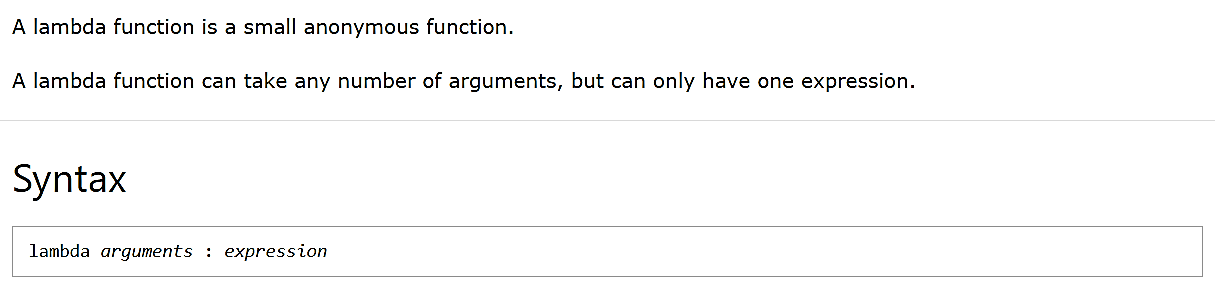 A lambda function is a small anonymous function.
A lambda function can take any number of arguments, but can only have one expression.
Syntax
lambda arguments : expression